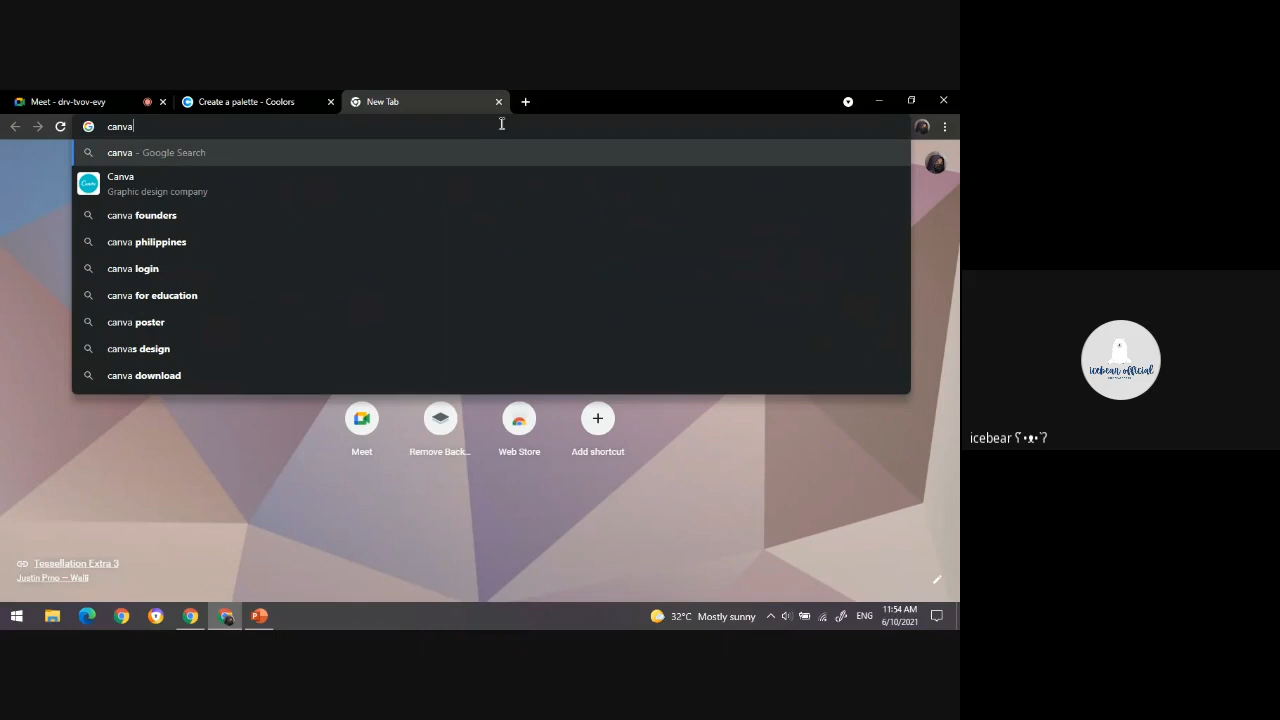 Meet - drv-tvov-evy
Create a palette - Coolors
New Tab
canva
canva - Google Search
Canva
Canva
Graphic design company
canva founders
canva philippines
canva login
canva for education
canva poster
canvas design
canva download
Meet
Remove Back...
Web Store
Add shortcut
Tessellation Extra 3
Justin Prno — Walli
32°C Mostly sunny
ENG
11:54 AM
6/10/2021
icebear official
icebear ʕ´•ᴥ•`ʔ